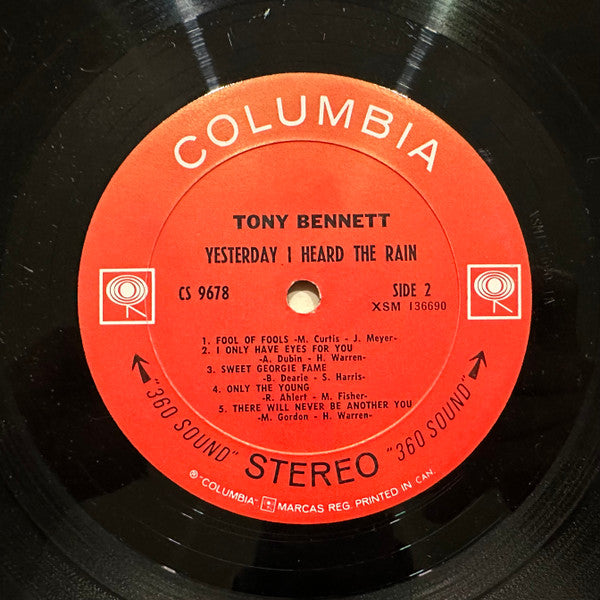 COLUMBIA
TONY BENNETT
YESTERDAY I HEARD THE RAIN
CS 9678 SIDE 2
XSM 136690
1. FOOL OF FOOLS -M. Curtis - J. Meyer-
2. I ONLY HAVE EYES FOR YOU
-A. Dubin - H. Warren-
3. SWEET GEORGIE FAME
-B. Dearie - S. Harris-
4. ONLY THE YOUNG
-R. Ahlert - M. Fisher-
5. THERE WILL NEVER BE ANOTHER YOU
-M. Gordon - H. Warren-
"360 SOUND" STEREO "360 SOUND"
® "COLUMBIA" MARCAS REG. PRINTED IN CAN.